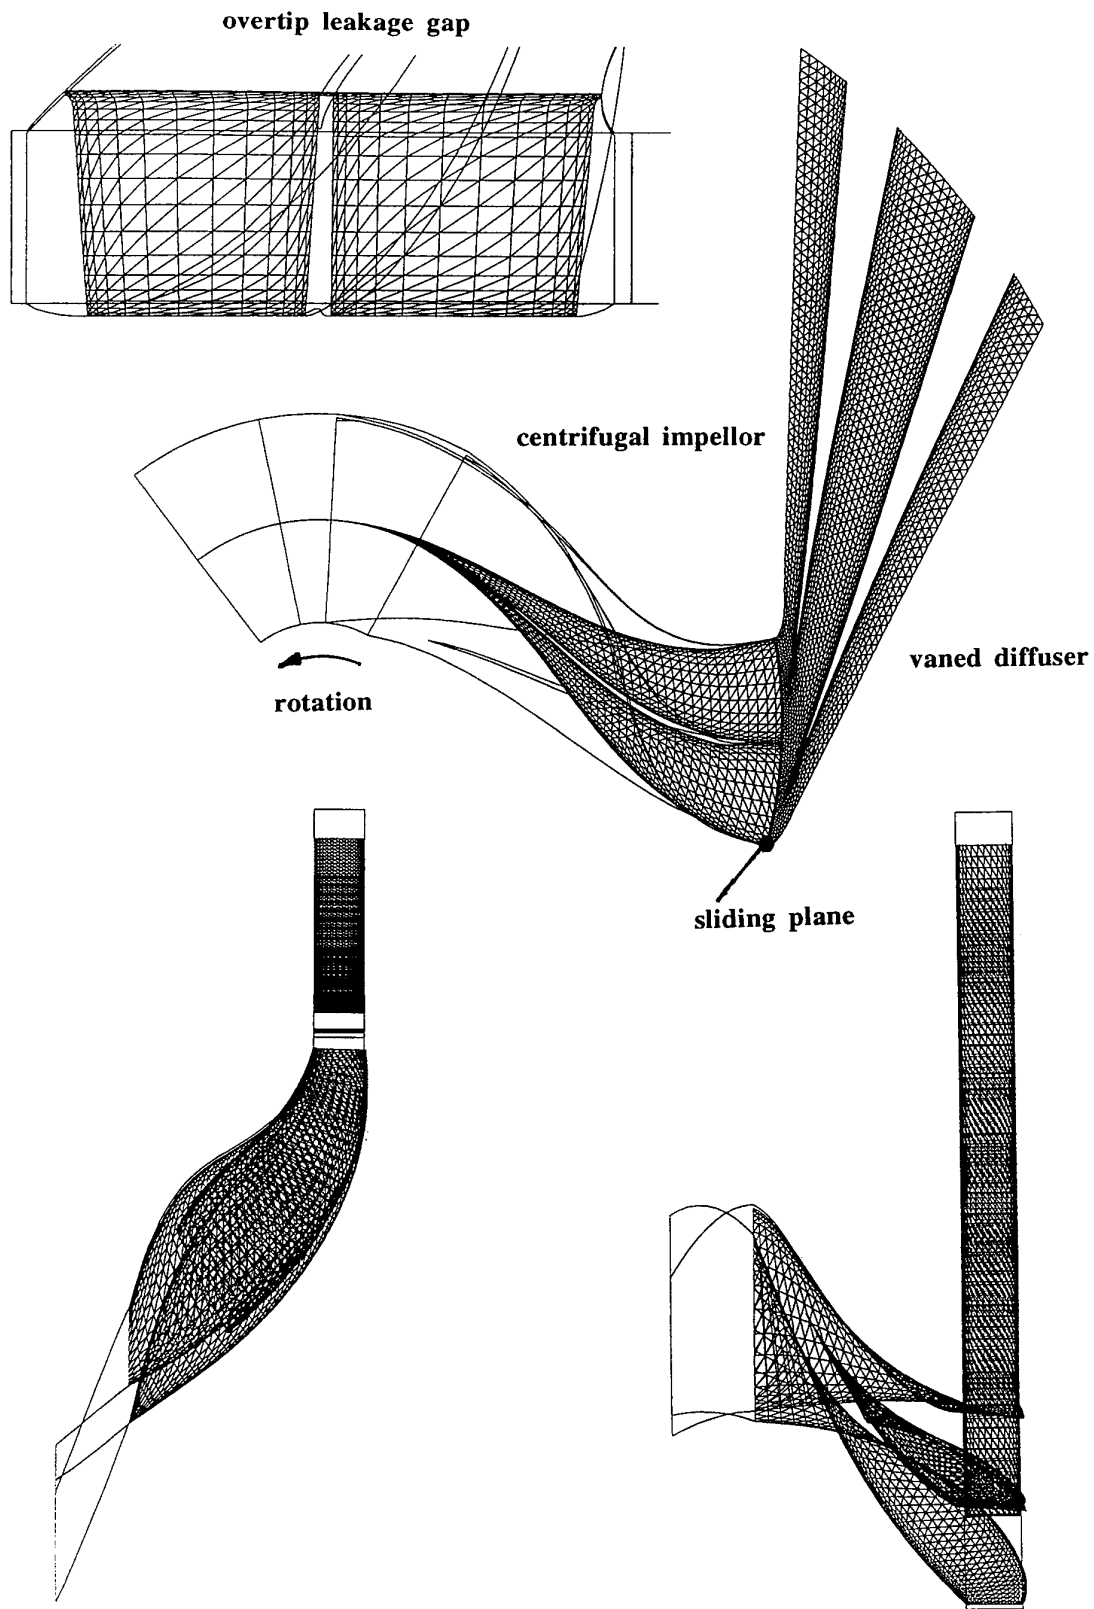 overtip leakage gap
centrifugal impellor
vaned diffuser
rotation
sliding plane